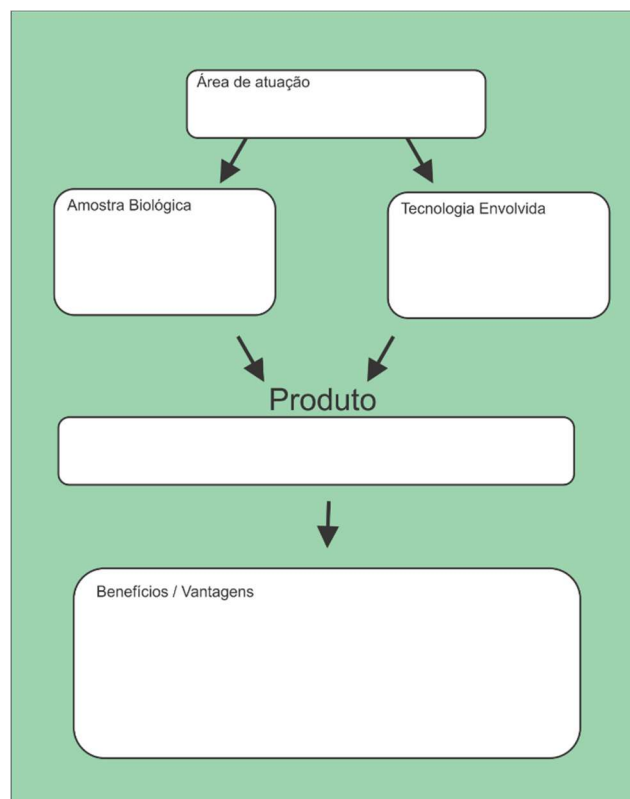 Área de atuação
Amostra Biológica
Tecnologia Envolvida
Produto
Benefícios / Vantagens